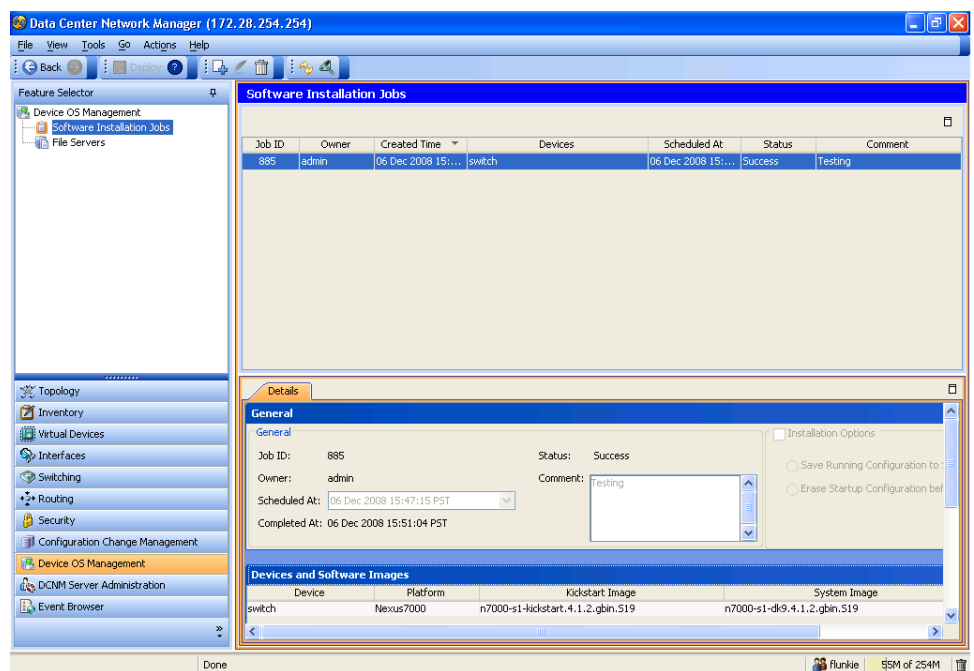 Data Center Network Manager (172.28.254.254)
File View Tools Go Actions Help
Back Deploy ?
Feature Selector
Device OS Management
Software Installation Jobs
File Servers
Topology
Inventory
Virtual Devices
Interfaces
Switching
Routing
Security
Configuration Change Management
Device OS Management
DCNM Server Administration
Event Browser
Software Installation Jobs
Job ID Owner Created Time Devices Scheduled At Status Comment
885 admin 06 Dec 2008 15:... switch 06 Dec 2008 15:... Success Testing
Details
General
General
Job ID: 885 Status: Success
Owner: admin Comment: Testing
Scheduled At: 06 Dec 2008 15:47:15 PST
Completed At: 06 Dec 2008 15:51:04 PST
Installation Options
Save Running Configuration to
Erase Startup Configuration bef
Devices and Software Images
Device Platform Kickstart Image System Image
switch Nexus7000 n7000-s1-kickstart.4.1.2.gbin.S19 n7000-s1-dk9.4.1.2.gbin.S19
Done flunkie 55M of 254M